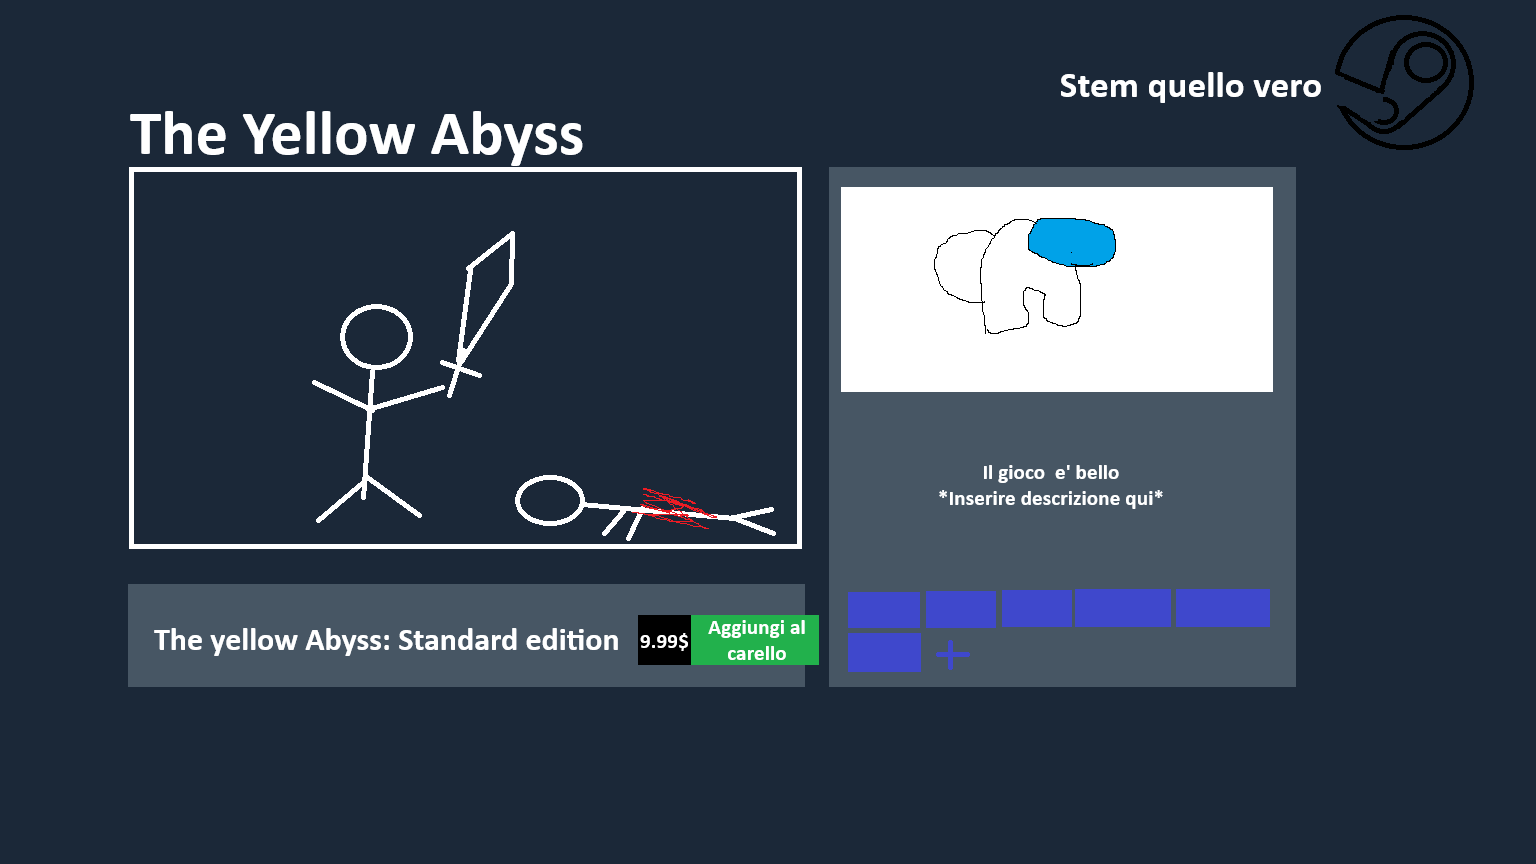 Stem quello vero
The Yellow Abyss
Il gioco  e' bello
*Inserire descrizione qui*
The yellow Abyss: Standard edition
9.99$
Aggiungi al
carello